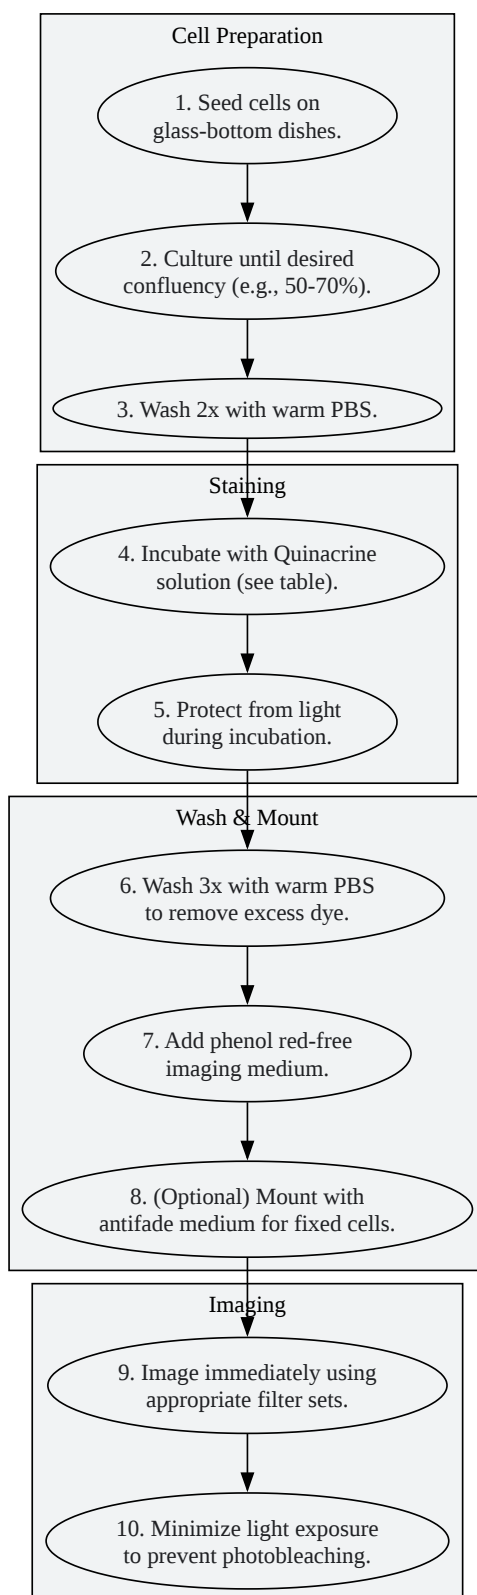 Cell Preparation
1. Seed cells on
glass-bottom dishes.
2. Culture until desired
confluency (e.g., 50-70%).
3. Wash 2x with warm PBS.
Staining
4. Incubate with Quinacrine
solution (see table).
5. Protect from light
during incubation.
Wash & Mount
6. Wash 3x with warm PBS
to remove excess dye.
7. Add phenol red-free
imaging medium.
8. (Optional) Mount with
antifade medium for fixed cells.
Imaging
9. Image immediately using
appropriate filter sets.
10. Minimize light exposure
to prevent photobleaching.